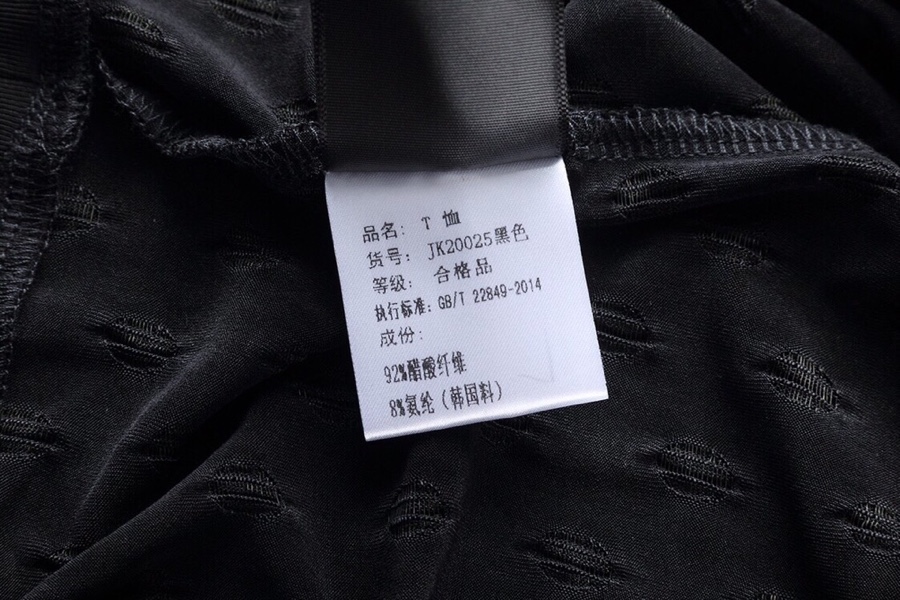 品名: T 恤
货号: JK20025黑色
等级: 合格品
执行标准: GB/T 22849-2014
成份:
92%醋酸纤维
8%氨纶（韩国料）